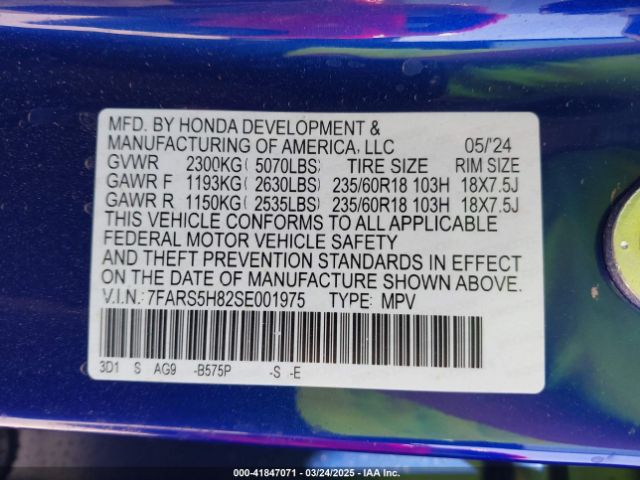 MFD. BY HONDA DEVELOPMENT &
MANUFACTURING OF AMERICA, LLC 05/'24
GVWR 2300KG( 5070LBS) TIRE SIZE RIM SIZE
GAWR F 1193KG( 2630LBS) 235/60R18 103H 18X7.5J
GAWR R 1150KG( 2535LBS) 235/60R18 103H 18X7.5J
THIS VEHICLE CONFORMS TO ALL APPLICABLE
FEDERAL MOTOR VEHICLE SAFETY
AND THEFT PREVENTION STANDARDS IN EFFECT
ON THE DATE OF MANUFACTURE SHOWN ABOVE.
V.I.N.: 7FARS5H82SE001975 TYPE: MPV
3D1 S AG9 -B575P -S -E
000-41847071 | 03/24/2025 | IAA Inc.